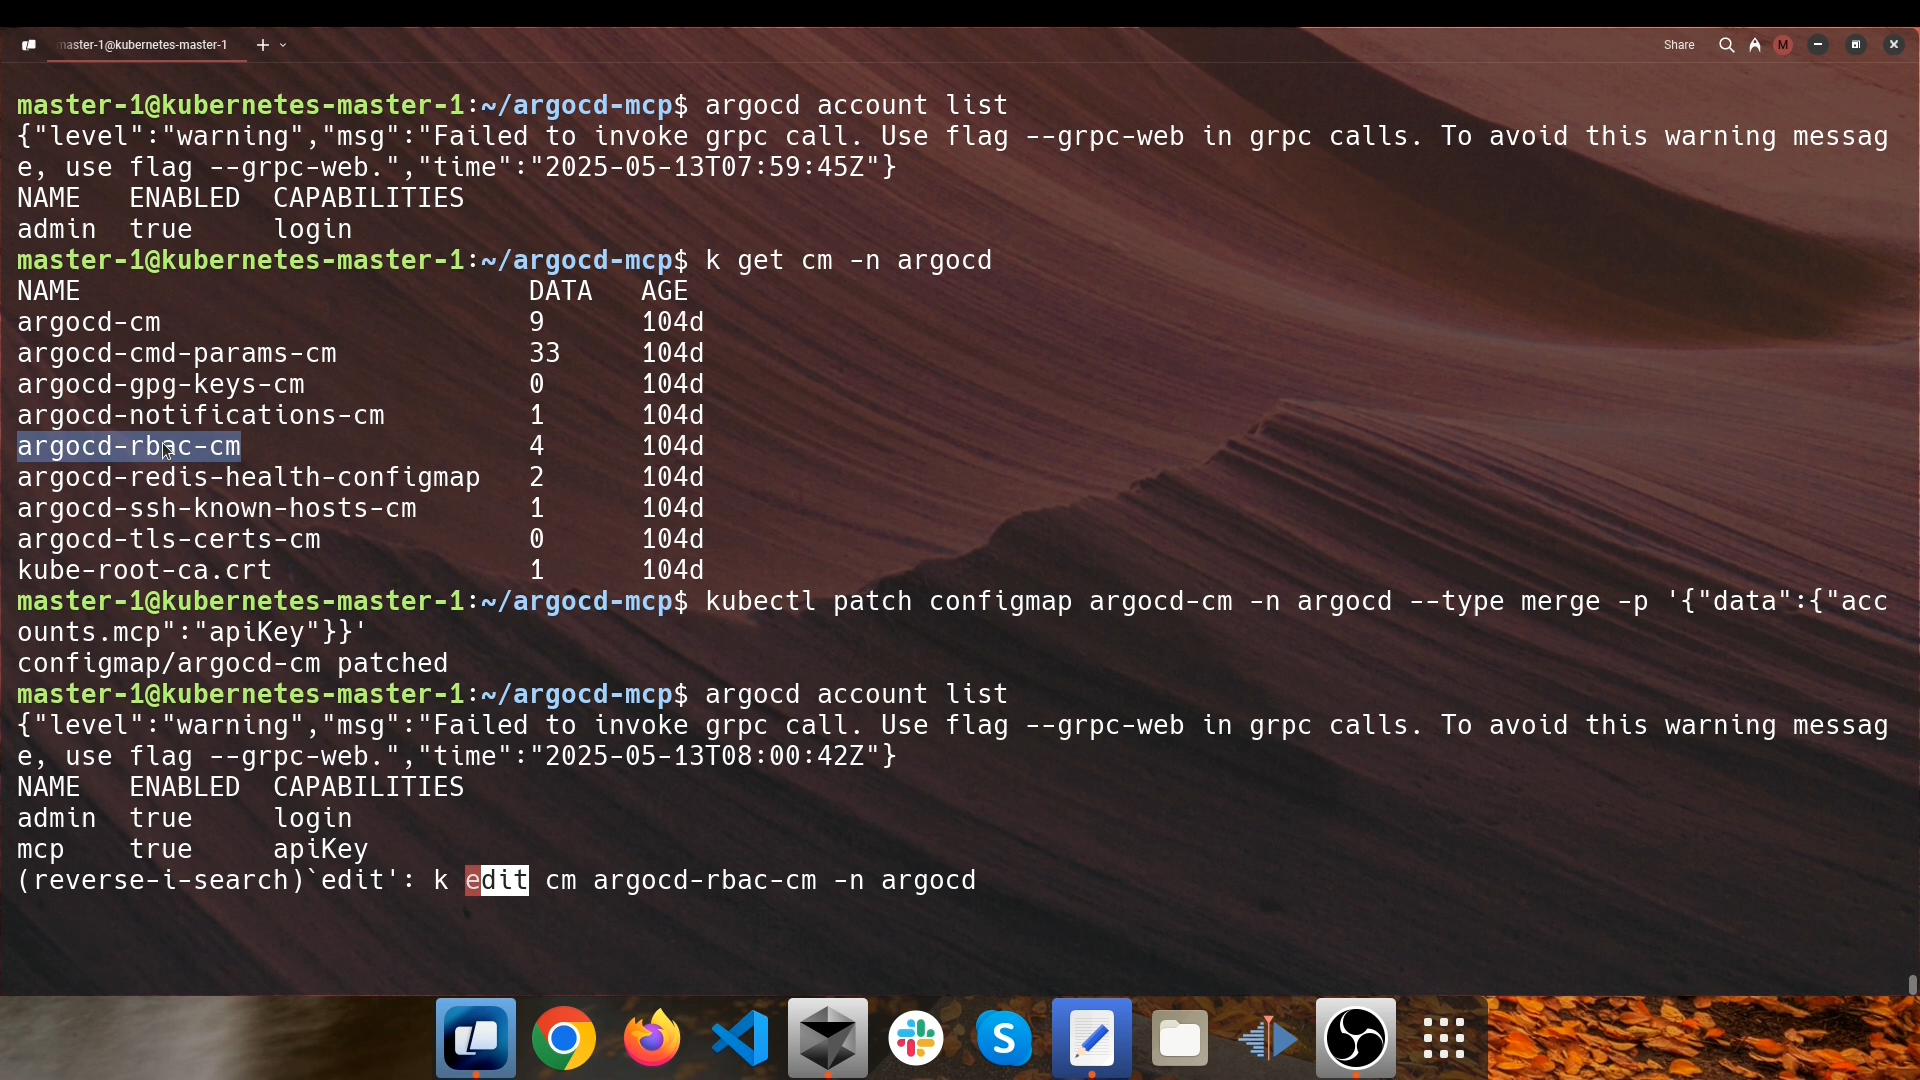 master-1@kubernetes-master-1
Share
M
master-1@kubernetes-master-1:~/argocd-mcp$ argocd account list
{"level":"warning","msg":"Failed to invoke grpc call. Use flag --grpc-web in grpc calls. To avoid this warning messag
e, use flag --grpc-web.","time":"2025-05-13T07:59:45Z"}
NAME ENABLED CAPABILITIES
admin true login
master-1@kubernetes-master-1:~/argocd-mcp$ k get cm -n argocd
NAME DATA AGE
argocd-cm 9 104d
argocd-cmd-params-cm 33 104d
argocd-gpg-keys-cm 0 104d
argocd-notifications-cm 1 104d
argocd-rbac-cm 4 104d
argocd-redis-health-configmap 2 104d
argocd-ssh-known-hosts-cm 1 104d
argocd-tls-certs-cm 0 104d
kube-root-ca.crt 1 104d
master-1@kubernetes-master-1:~/argocd-mcp$ kubectl patch configmap argocd-cm -n argocd --type merge -p '{"data":{"acc
ounts.mcp":"apiKey"}}'
configmap/argocd-cm patched
master-1@kubernetes-master-1:~/argocd-mcp$ argocd account list
{"level":"warning","msg":"Failed to invoke grpc call. Use flag --grpc-web in grpc calls. To avoid this warning messag
e, use flag --grpc-web.","time":"2025-05-13T08:00:42Z"}
NAME ENABLED CAPABILITIES
admin true login
mcp true apiKey
(reverse-i-search)`edit': k edit cm argocd-rbac-cm -n argocd